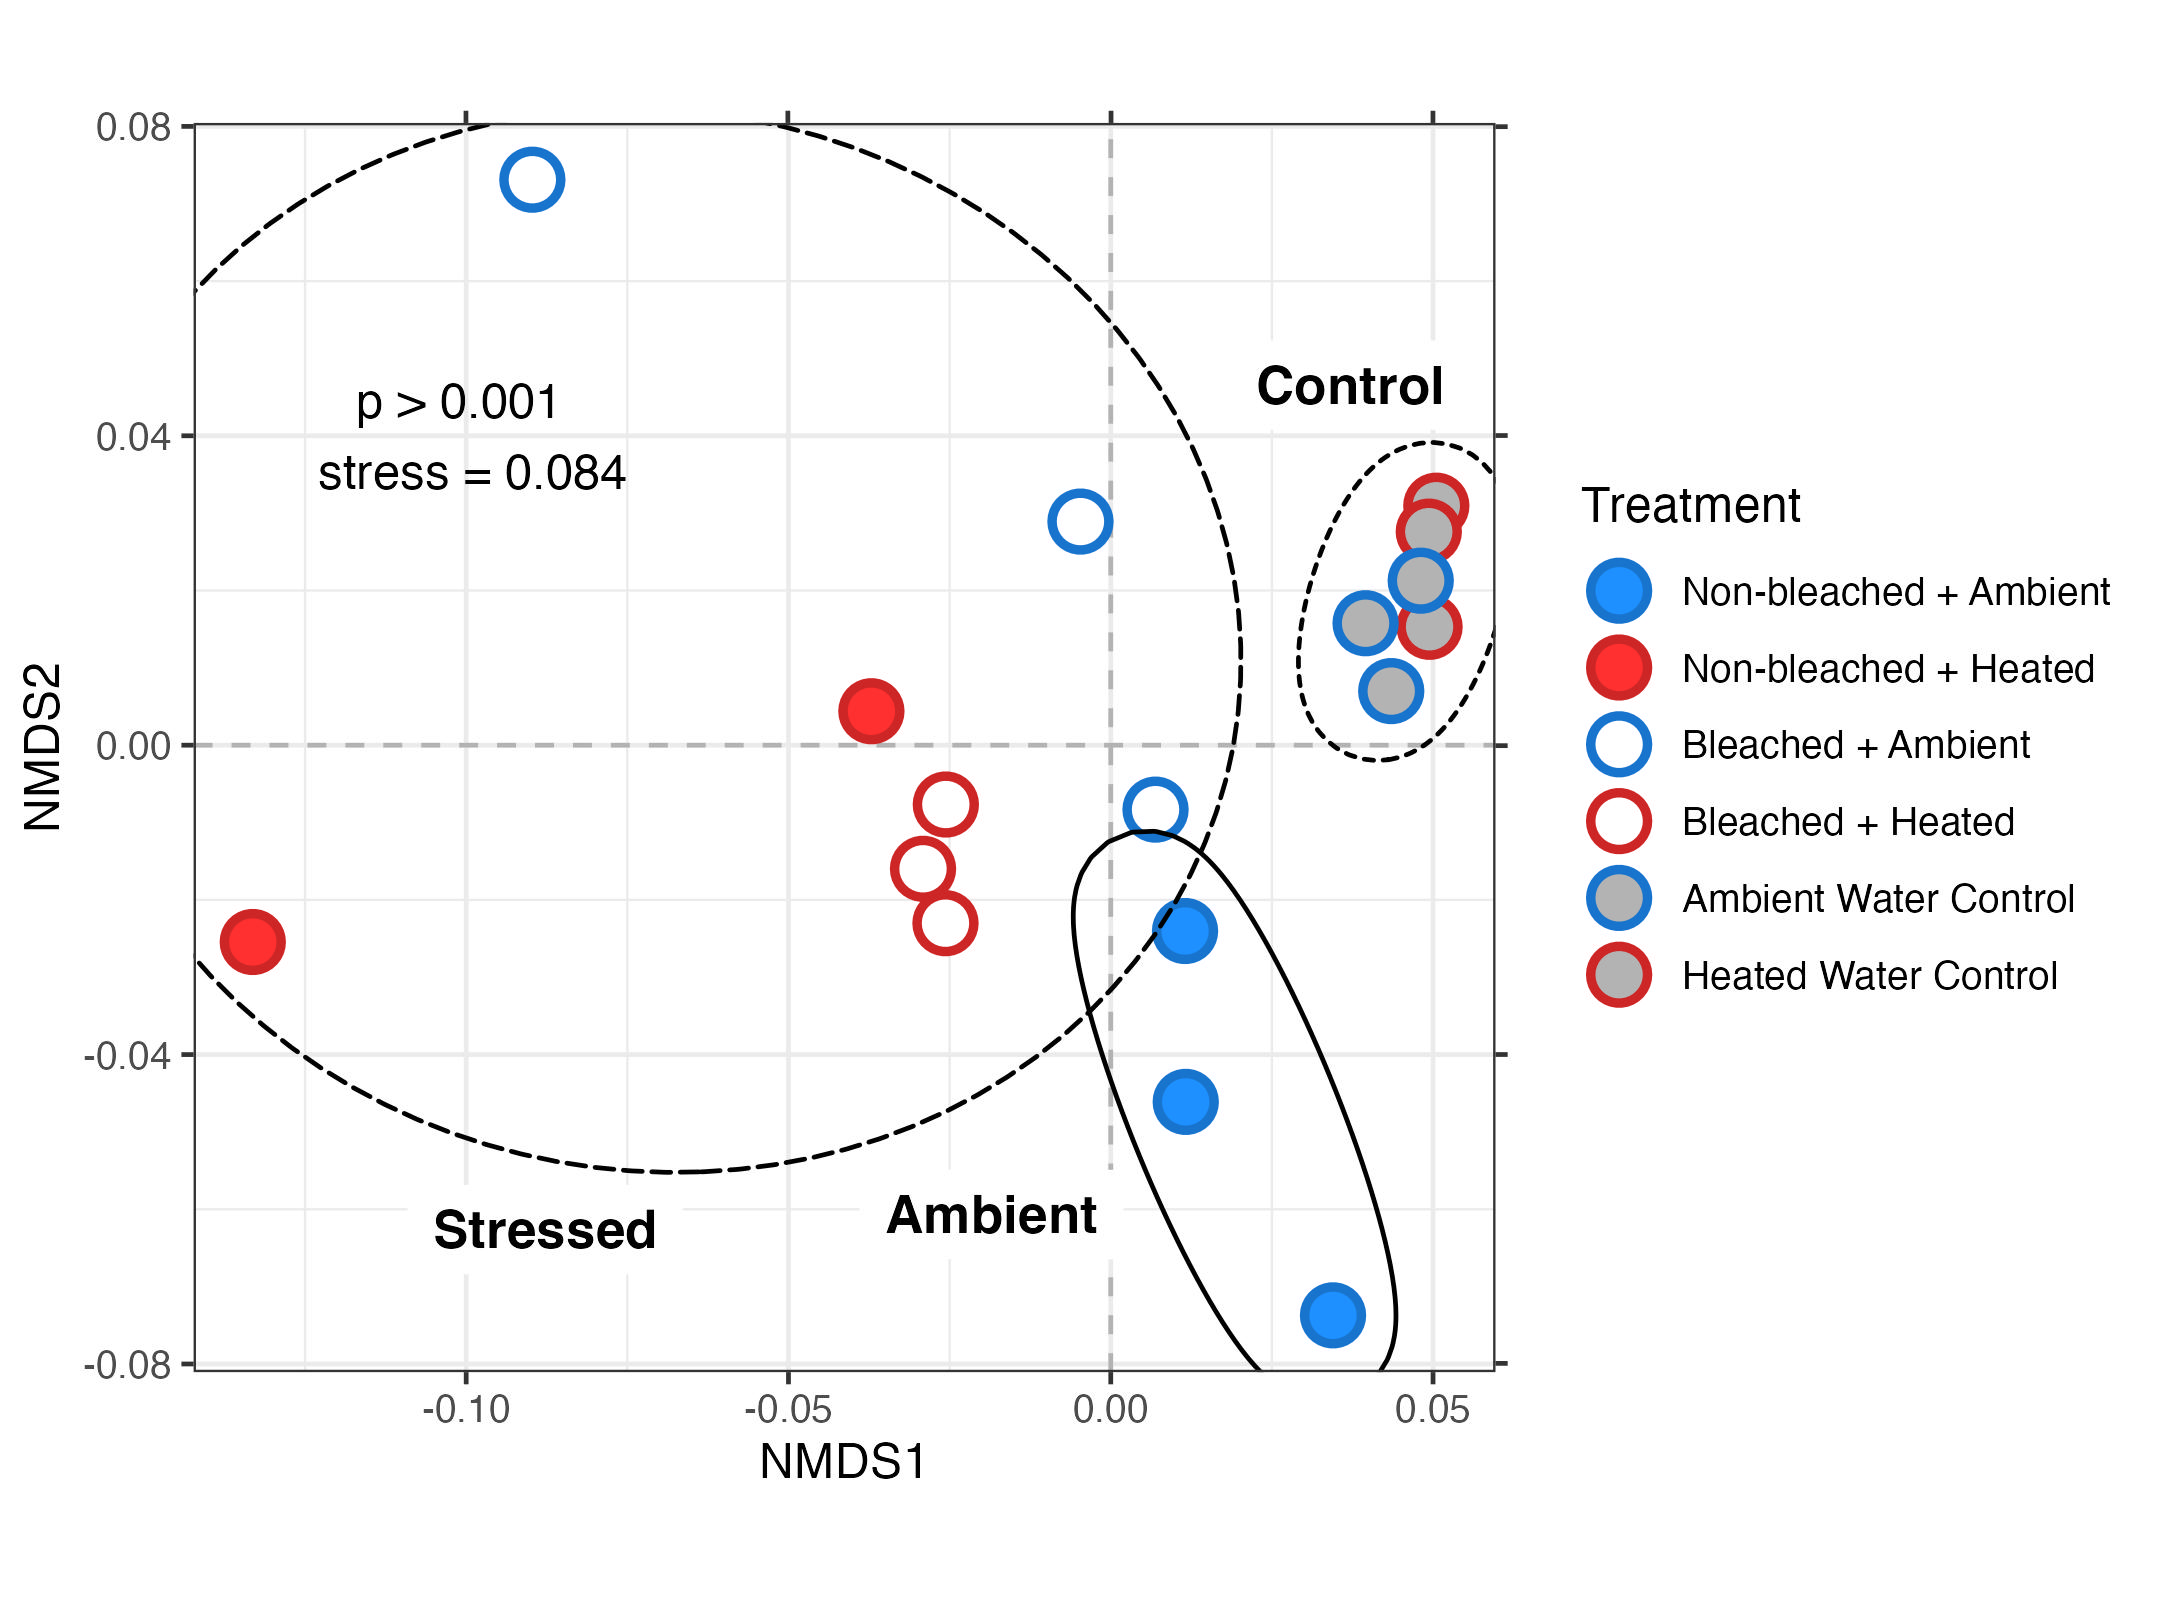 0.08
0.04
0.00
-0.04
-0.08
NMDS2
p > 0.001
stress = 0.084
Control
Stressed
Ambient
-0.10
-0.05
0.00
0.05
NMDS1
Treatment
Non-bleached + Ambient
Non-bleached + Heated
Bleached + Ambient
Bleached + Heated
Ambient Water Control
Heated Water Control